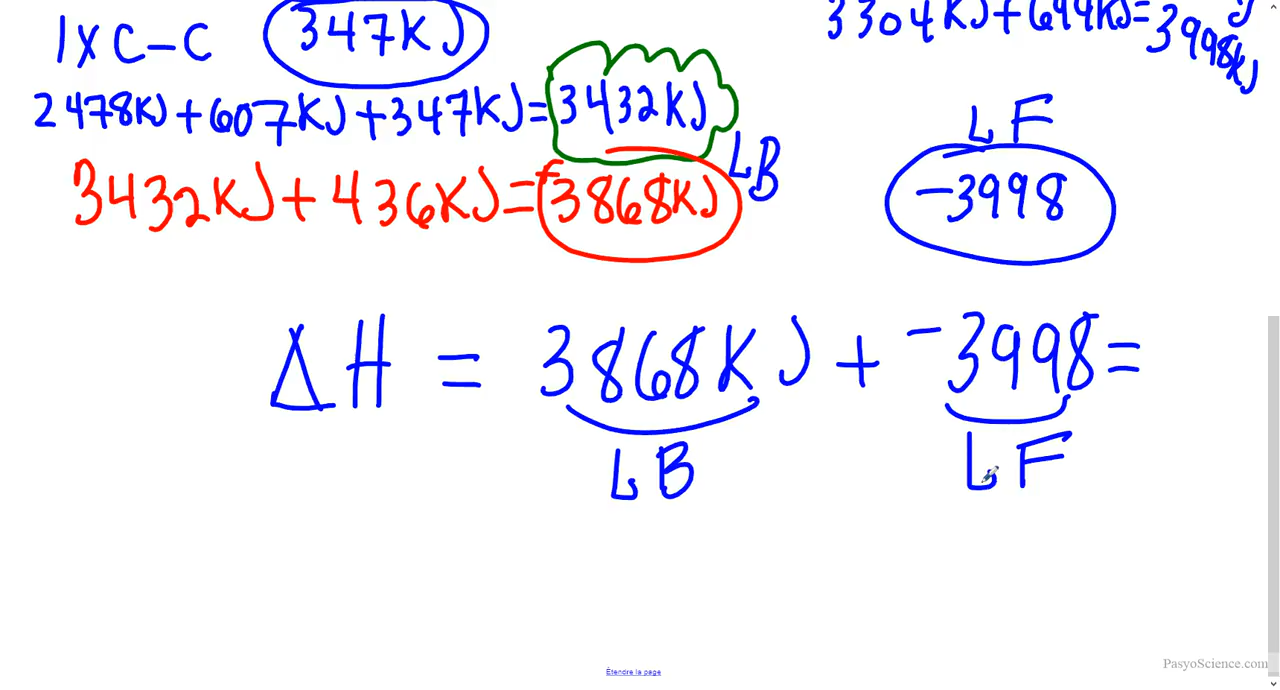 1 x C–C 347KJ
3304KJ+694KJ=3998KJ
2478KJ+607KJ+347KJ=3432KJ
LB
3432KJ+436KJ=+3868KJ
LF
-3998
ΔH = 3868KJ + -3998=
LB LF
PasyoScience.com
Étendre la page